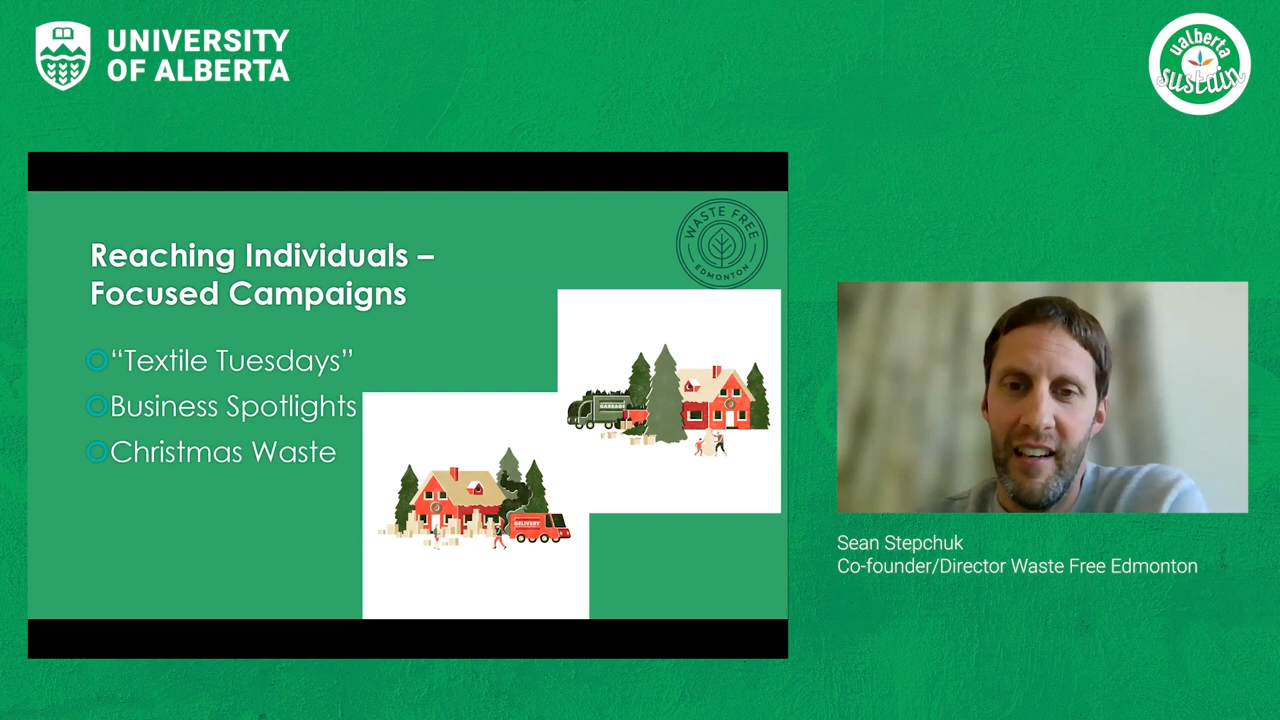 UNIVERSITY
OF ALBERTA
ualberta
sustain
WASTE FREE
EDMONTON
Reaching Individuals –
Focused Campaigns
“Textile Tuesdays”
Business Spotlights
Christmas Waste
GARBAGE
DELIVERY
Sean Stepchuk
Co-founder/Director Waste Free Edmonton